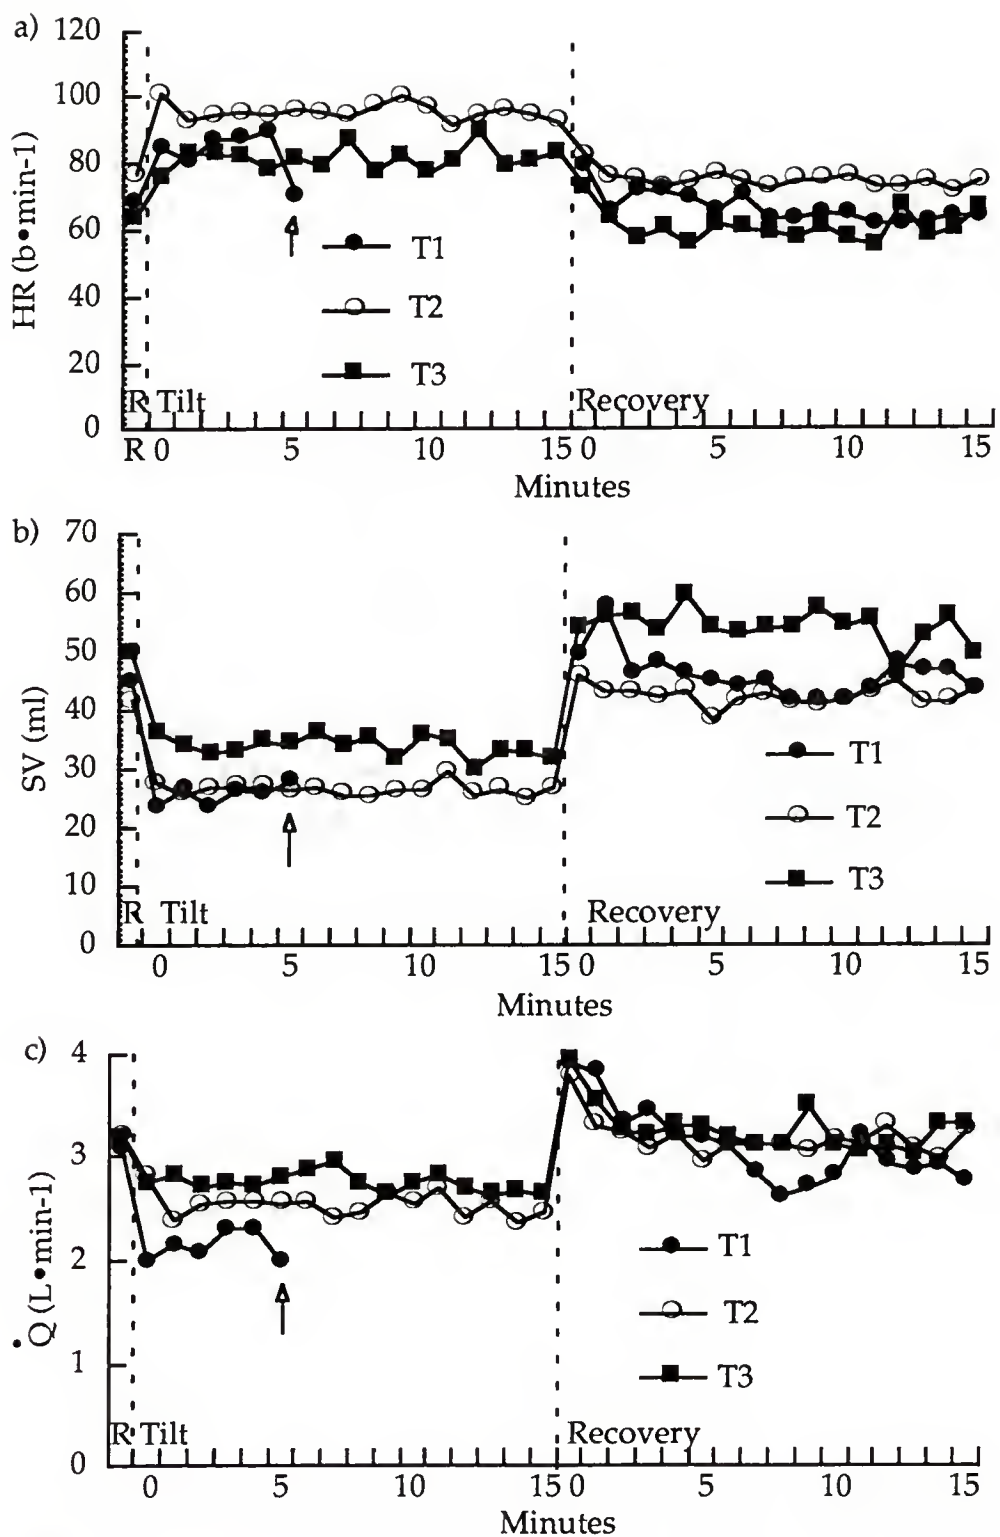 a) 120
100
80
60
40
20
0
HR (b•min-1)
T1
T2
T3
R Tilt
Recovery
R 0 5 10 15 0 5 10 15
Minutes
b) 70
60
50
40
30
20
10
0
SV (ml)
T1
T2
T3
R Tilt
Recovery
0 5 10 15 0 5 10 15
Minutes
c) 4
3
2
1
0
Q̇ (L•min-1)
T1
T2
T3
R Tilt
Recovery
0 5 10 15 0 5 10 15
Minutes